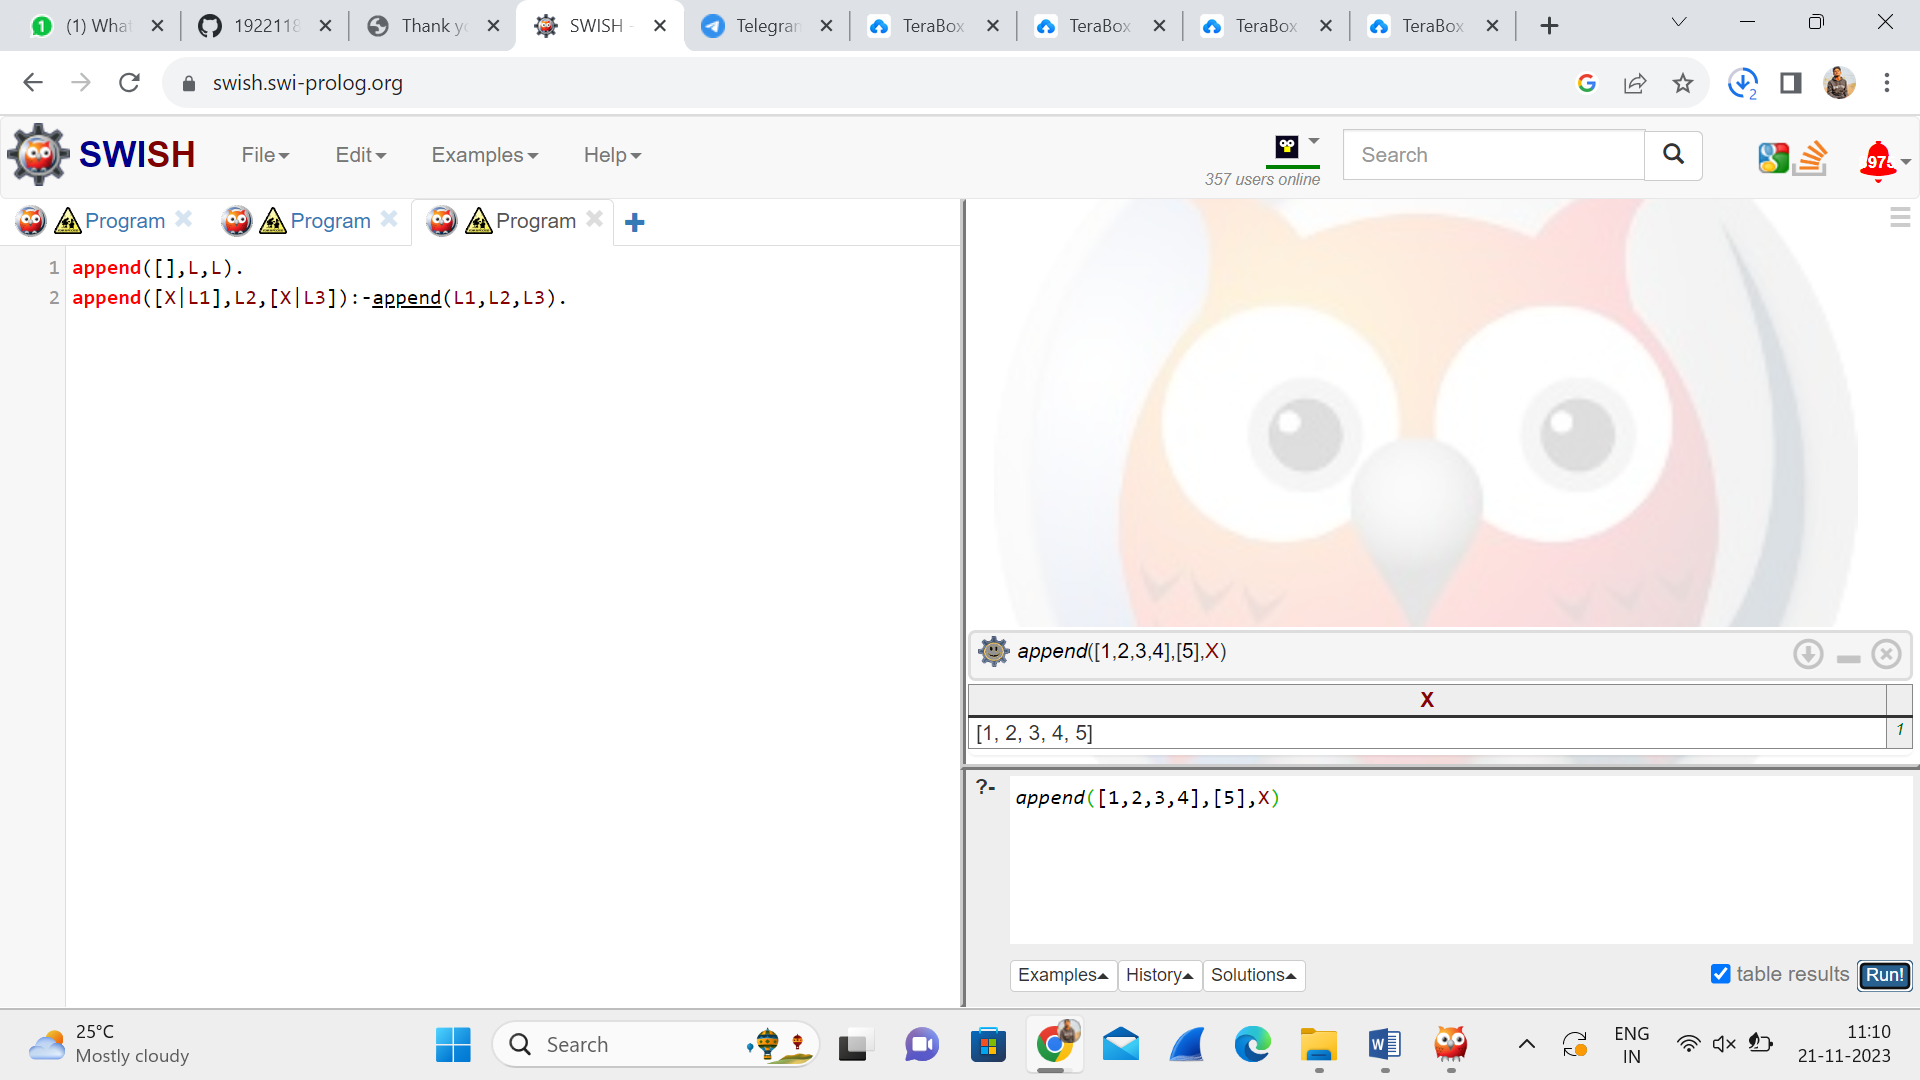 (1) What
1922118
Thank yo
SWISH -
Telegran
TeraBox
TeraBox
TeraBox
TeraBox
swish.swi-prolog.org
2
SWISH
File
Edit
Examples
Help
357 users online
Search
Program
Program
Program
1 append([],L,L).
2 append([X|L1],L2,[X|L3]):-append(L1,L2,L3).
append([1,2,3,4],[5],X)
X
[1, 2, 3, 4, 5] 1
?- append([1,2,3,4],[5],X)
Examples
History
Solutions
table results
Run!
25°C
Mostly cloudy
Search
ENG
IN
11:10
21-11-2023